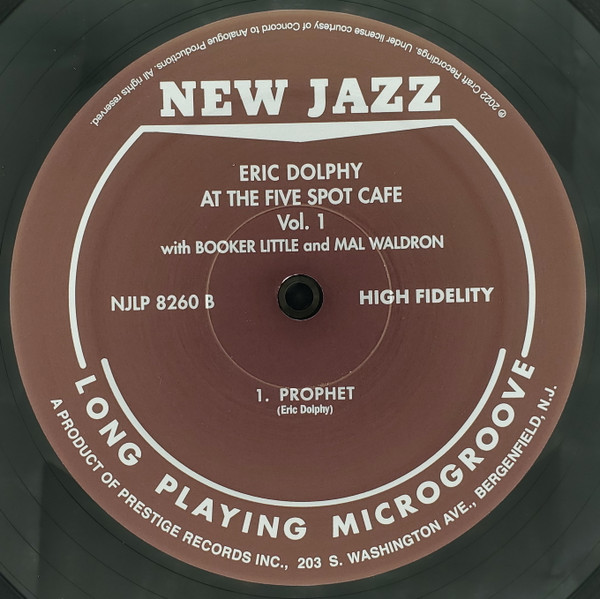 ℗ 2022 Craft Recordings. Under license courtesy of Concord to Analogue Productions. All rights reserved.
NEW JAZZ
ERIC DOLPHY
AT THE FIVE SPOT CAFE
Vol. 1
with BOOKER LITTLE and MAL WALDRON
NJLP 8260 B
HIGH FIDELITY
1. PROPHET
(Eric Dolphy)
LONG PLAYING MICROGROOVE
A PRODUCT OF PRESTIGE RECORDS INC., 203 S. WASHINGTON AVE., BERGENFIELD, N.J.